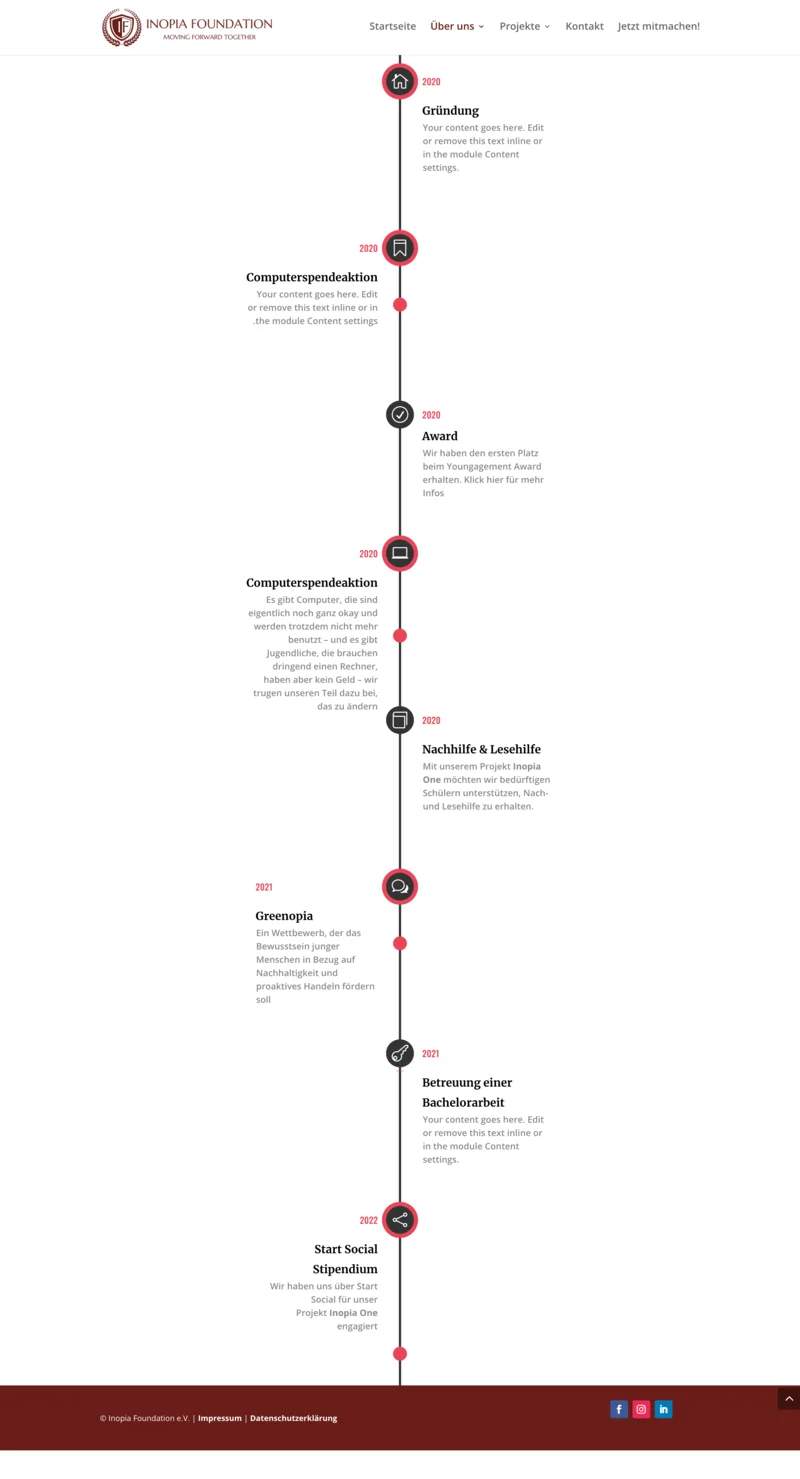 INOPIA FOUNDATION
MOVING FORWARD TOGETHER
Startseite Über uns Projekte Kontakt Jetzt mitmachen!
2020
Gründung
Your content goes here. Edit
or remove this text inline or
in the module Content
settings.
2020
Computerspendeaktion
Your content goes here. Edit
or remove this text inline or in
.the module Content settings
2020
Award
Wir haben den ersten Platz
beim Youngagement Award
erhalten. Klick hier für mehr
Infos
2020
Computerspendeaktion
Es gibt Computer, die sind
eigentlich noch ganz okay und
werden trotzdem nicht mehr
benutzt – und es gibt
Jugendliche, die brauchen
dringend einen Rechner,
haben aber kein Geld – wir
trugen unseren Teil dazu bei,
das zu ändern
2020
Nachhilfe & Lesehilfe
Mit unserem Projekt Inopia
One möchten wir bedürftigen
Schülern unterstützen, Nach-
und Lesehilfe zu erhalten.
2021
Greenopia
Ein Wettbewerb, der das
Bewusstsein junger
Menschen in Bezug auf
Nachhaltigkeit und
proaktives Handeln fördern
soll
2021
Betreuung einer
Bachelorarbeit
Your content goes here. Edit
or remove this text inline or
in the module Content
settings.
2022
Start Social
Stipendium
Wir haben uns über Start
Social für unser
Projekt Inopia One
engagiert
© Inopia Foundation e.V. | Impressum | Datenschutzerklärung